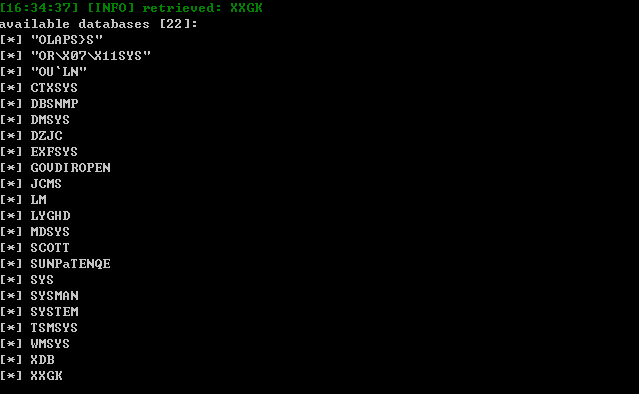 [16:34:37] [INFO] retrieved: XXGK
available databases [22]:
[*] "OLAPS}S"
[*] "OR\X07\X11SYS"
[*] "OU`LN"
[*] CTXSYS
[*] DBSNMP
[*] DMSYS
[*] DZJC
[*] EXFSYS
[*] GOVDIROPEN
[*] JCMS
[*] LM
[*] LYGHD
[*] MDSYS
[*] SCOTT
[*] SUNPaTENQE
[*] SYS
[*] SYSMAN
[*] SYSTEM
[*] TSMSYS
[*] WMSYS
[*] XDB
[*] XXGK